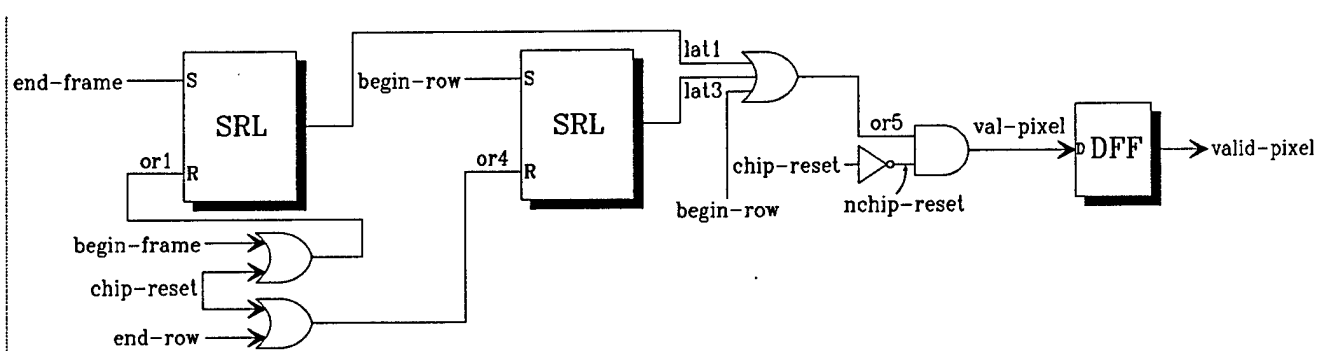 lat1
end-frame
S
begin-row
S
lat3
SRL
SRL
or5
val-pixel
or1
R
or4
R
chip-reset
D
DFF
valid-pixel
begin-row
nchip-reset
begin-frame
chip-reset
end-row